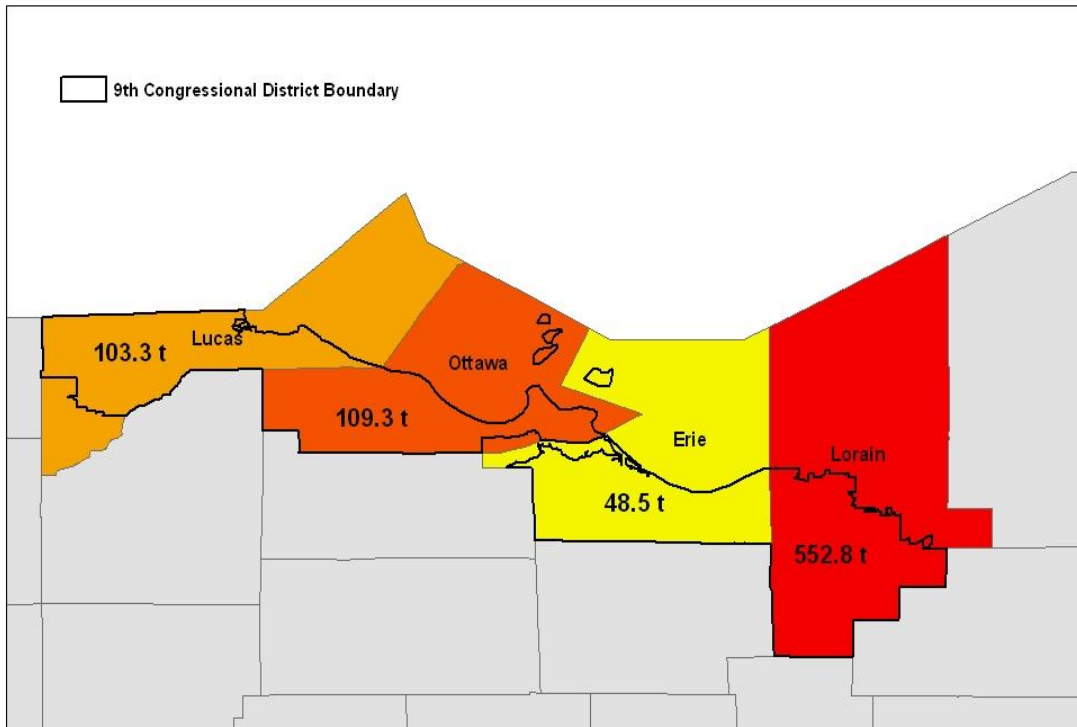 9th Congressional District Boundary
Lucas
103.3 t
Ottawa
109.3 t
Erie
48.5 t
Lorain
552.8 t